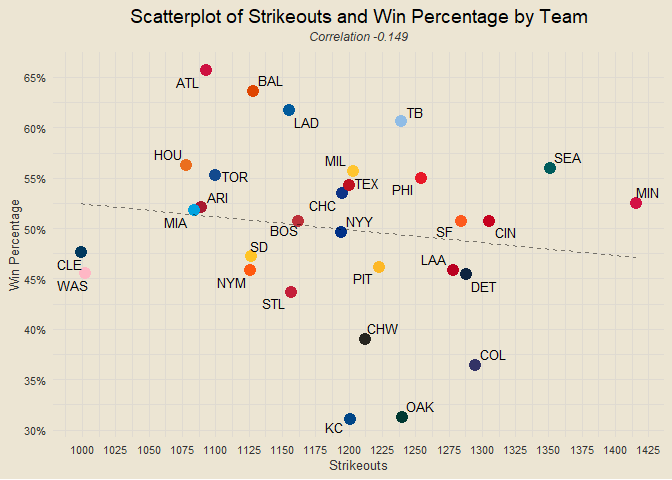 Scatterplot of Strikeouts and Win Percentage by Team
Correlation -0.149
Win Percentage
65%
60%
55%
50%
45%
40%
35%
30%
ATL
BAL
LAD
TB
HOU
TOR
MIL
TEX
PHI
SEA
MIN
ARI
MIA
CHC
BOS
NYY
SF
CIN
CLE
WAS
SD
NYM
STL
PIT
LAA
DET
CHW
COL
KC
OAK
1000 1025 1050 1075 1100 1125 1150 1175 1200 1225 1250 1275 1300 1325 1350 1375 1400 1425
Strikeouts